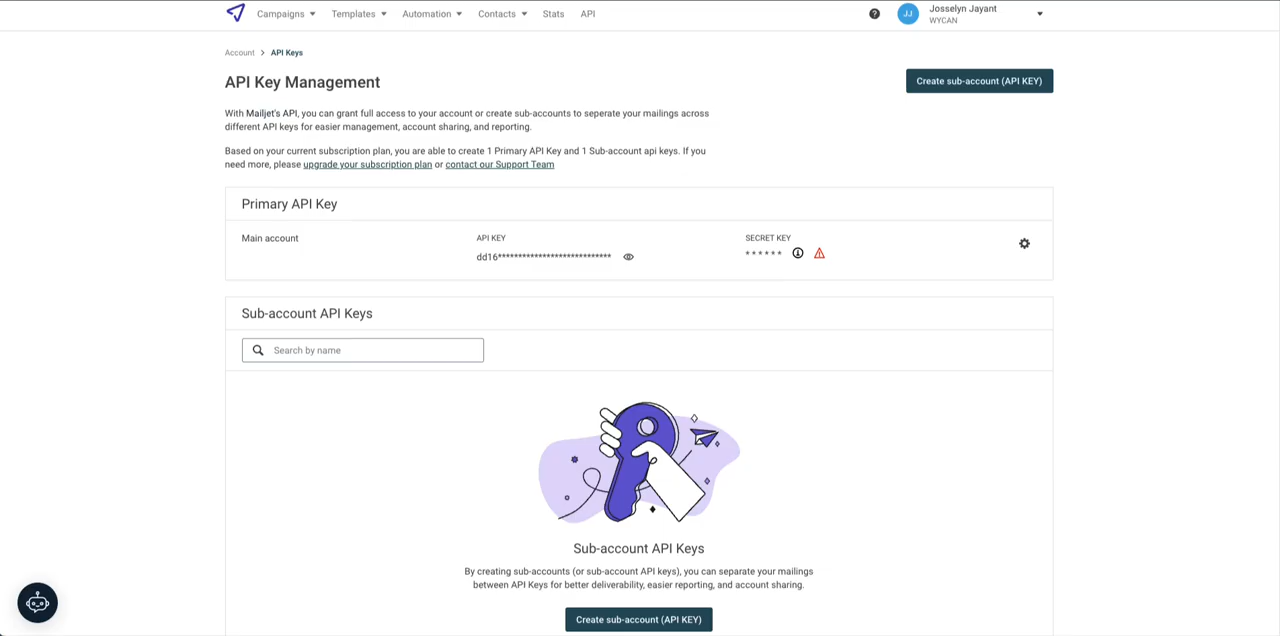 Campaigns Templates Automation Contacts Stats API
? JJ Josselyn Jayant
WYCAN
Account > API Keys
API Key Management
Create sub-account (API KEY)
With Mailjet's API, you can grant full access to your account or create sub-accounts to seperate your mailings across
different API keys for easier management, account sharing, and reporting.
Based on your current subscription plan, you are able to create 1 Primary API Key and 1 Sub-account api keys. If you
need more, please upgrade your subscription plan or contact our Support Team
Primary API Key
Main account
API KEY
dd16****************************
SECRET KEY
* * * * * *
Sub-account API Keys
Search by name
Sub-account API Keys
By creating sub-accounts (or sub-account API keys), you can separate your mailings
between API Keys for better deliverability, easier reporting, and account sharing.
Create sub-account (API KEY)